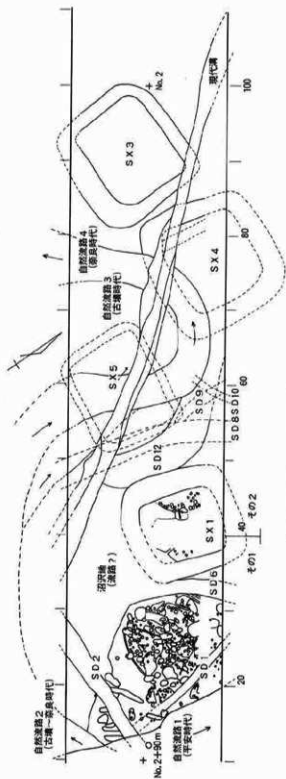 自然流路2
(古墳~奈良時代)
SD2
No.2+90m
自然流路1
(平安時代)
SD1
20
沼沢地
(流路?)
SD6
その1
その2
40
SX1
SD12
SX5
SD9
SD8
SD10
60
自然流路3
(古墳時代)
自然流路4
(奈良時代)
SX4
80
SX3
No.2
現代溝
100